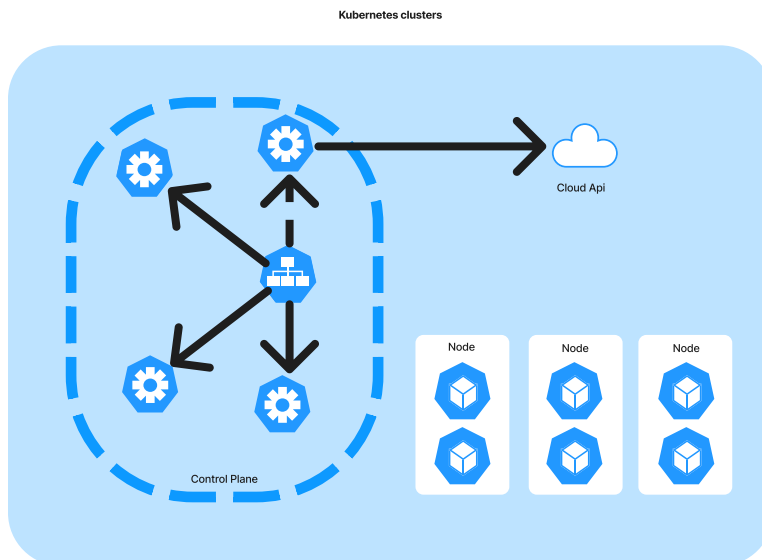 Kubernetes clusters
Cloud Api
Node
Node
Node
Control Plane